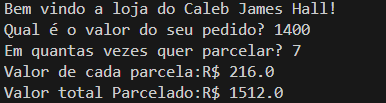 Bem vindo a loja do Caleb James Hall!
Qual é o valor do seu pedido? 1400
Em quantas vezes quer parcelar? 7
Valor de cada parcela:R$ 216.0
Valor total Parcelado:R$ 1512.0